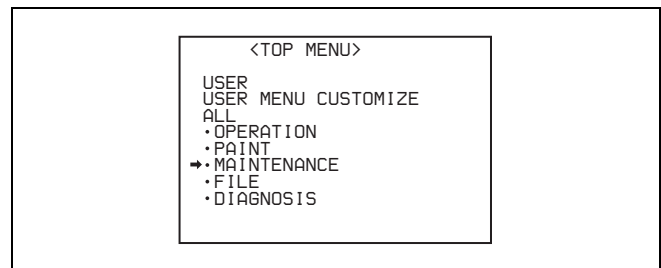 <TOP MENU>
USER
USER MENU CUSTOMIZE
ALL
·OPERATION
·PAINT
➡·MAINTENANCE
·FILE
·DIAGNOSIS